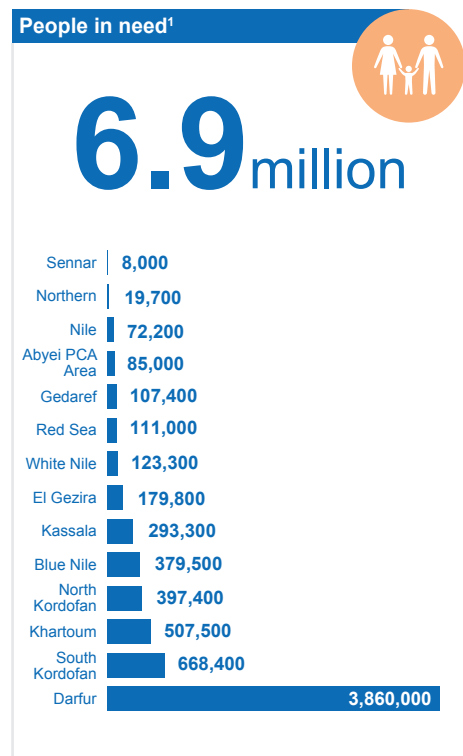 People in need¹
6.9 million
Sennar 8,000
Northern 19,700
Nile 72,200
Abyei PCA
Area 85,000
Gedaref 107,400
Red Sea 111,000
White Nile 123,300
El Gezira 179,800
Kassala 293,300
Blue Nile 379,500
North
Kordofan 397,400
Khartoum 507,500
South
Kordofan 668,400
Darfur 3,860,000